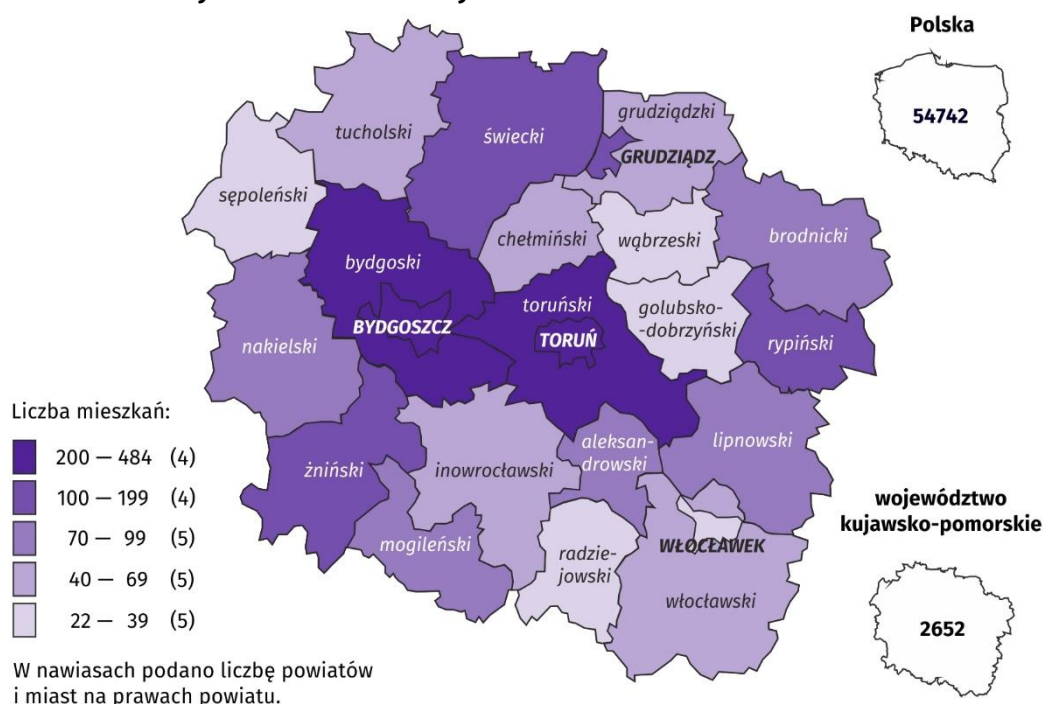 Polska
54742
grudziądzki
tucholski
świecki
GRUDZIĄDZ
sępoleński
chełmiński
wąbrzeski
brodnicki
bydgoski
toruński
golubsko-
-dobrzyński
BYDGOSZCZ
TORUŃ
nakielski
rypiński
Liczba mieszkań:
200 — 484 (4)
100 — 199 (4)
70 — 99 (5)
40 — 69 (5)
22 — 39 (5)
aleksan-
drowski
lipnowski
żniński
inowrocławski
mogileński
radzie-
jowski
WŁOCŁAWEK
włocławski
województwo
kujawsko-pomorskie
2652
W nawiasach podano liczbę powiatów
i miast na prawach powiatu.